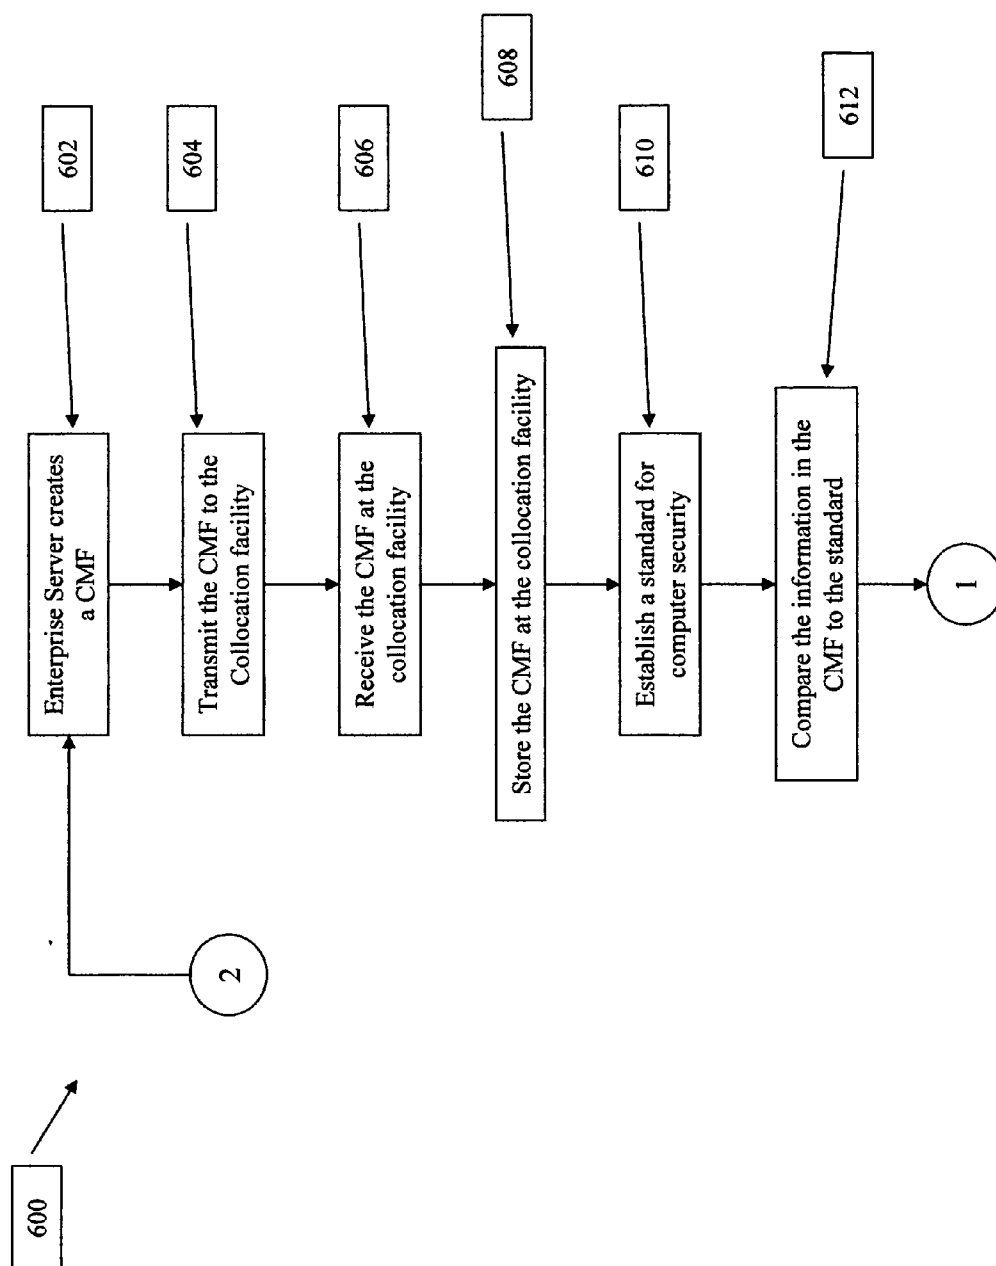 600
2
Enterprise Server creates
a CMF
602
Transmit the CMF to the
Collocation facility
604
Receive the CMF at the
collocation facility
606
Store the CMF at the collocation facility
608
Establish a standard for
computer security
610
Compare the information in the
CMF to the standard
612
1